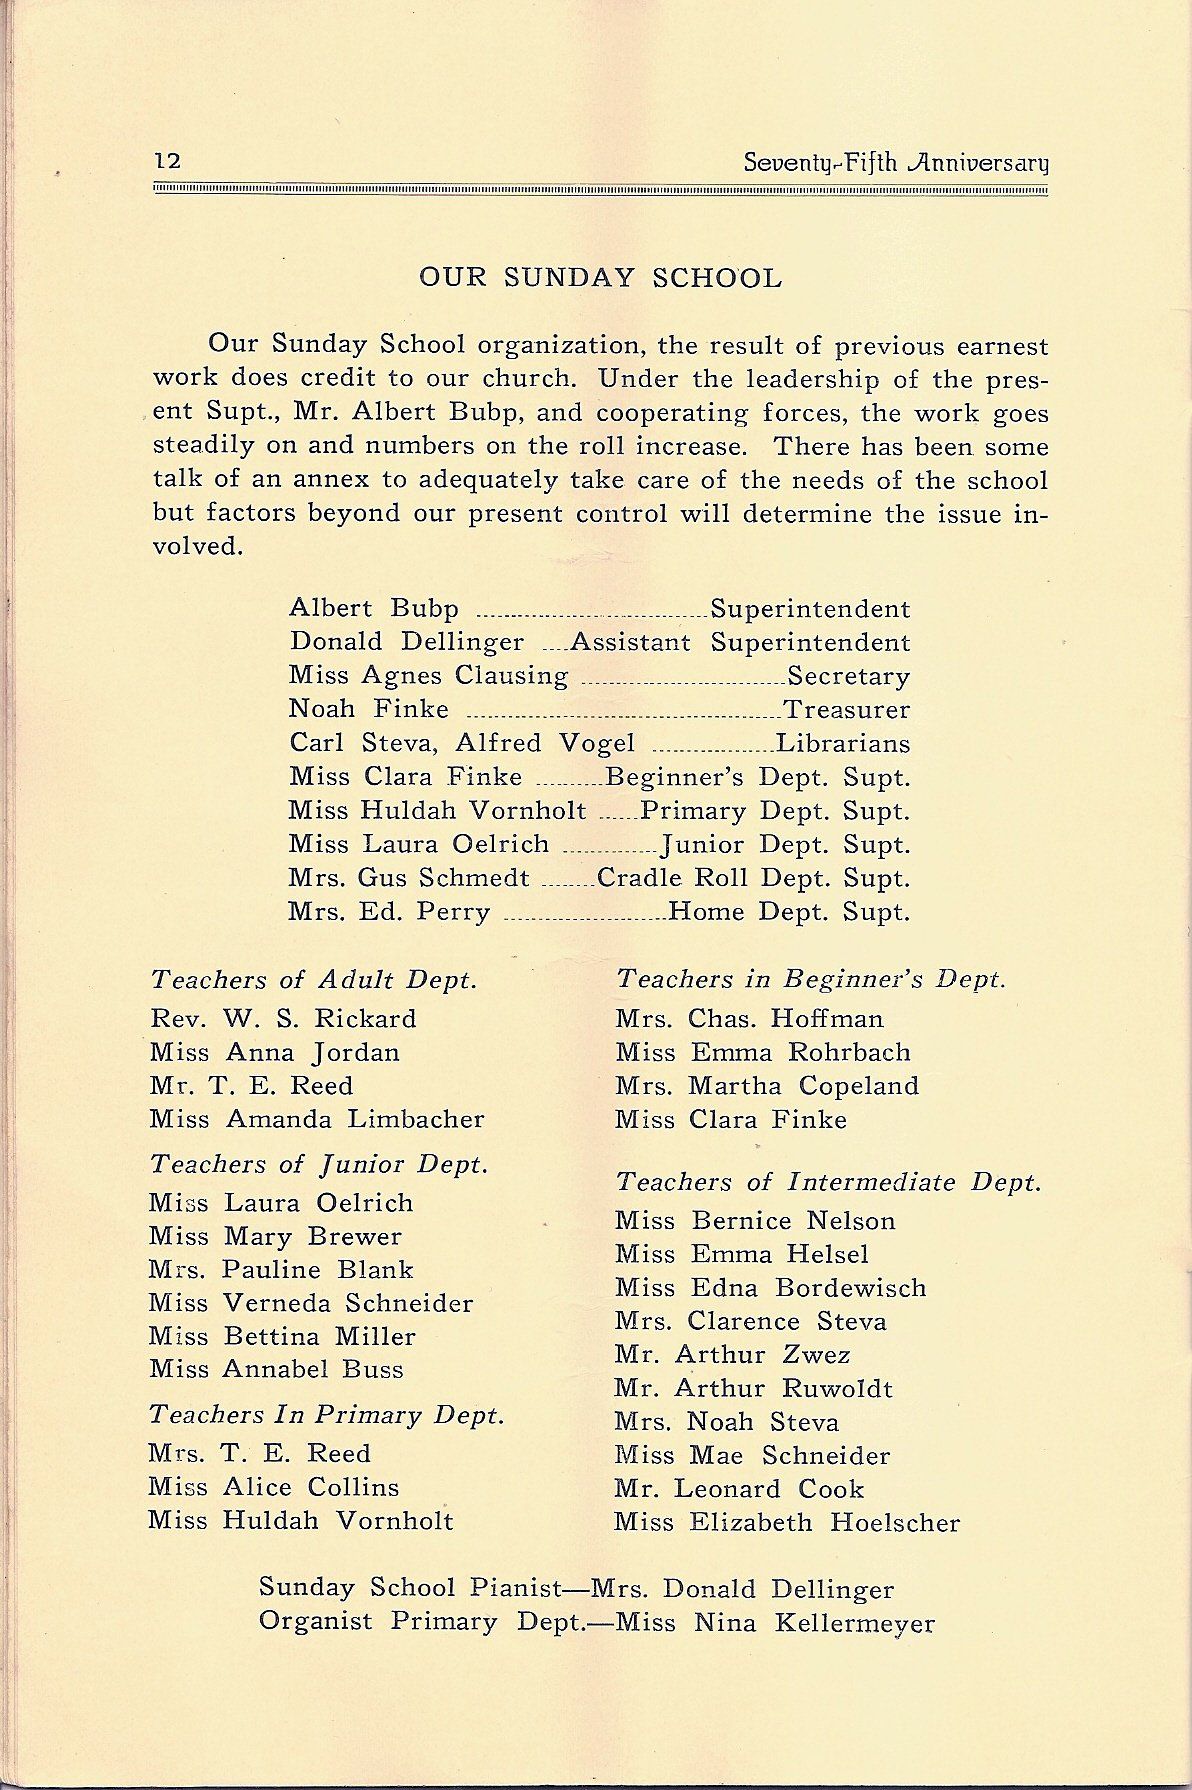 12 Seventy-Fifth Anniversary
OUR SUNDAY SCHOOL
Our Sunday School organization, the result of previous earnest
work does credit to our church. Under the leadership of the pres-
ent Supt., Mr. Albert Bubp, and cooperating forces, the work goes
steadily on and numbers on the roll increase. There has been some
talk of an annex to adequately take care of the needs of the school
but factors beyond our present control will determine the issue in-
volved.
Albert Bubp ..................................Superintendent
Donald Dellinger ....Assistant Superintendent
Miss Agnes Clausing ..............................Secretary
Noah Finke ..............................................Treasurer
Carl Steva, Alfred Vogel ..................Librarians
Miss Clara Finke ..........Beginner's Dept. Supt.
Miss Huldah Vornholt ......Primary Dept. Supt.
Miss Laura Oelrich ..............Junior Dept. Supt.
Mrs. Gus Schmedt ........Cradle Roll Dept. Supt.
Mrs. Ed. Perry ........................Home Dept. Supt.
Teachers of Adult Dept.
Rev. W. S. Rickard
Miss Anna Jordan
Mr. T. E. Reed
Miss Amanda Limbacher
Teachers of Junior Dept.
Miss Laura Oelrich
Miss Mary Brewer
Mrs. Pauline Blank
Miss Verneda Schneider
Miss Bettina Miller
Miss Annabel Buss
Teachers In Primary Dept.
Mrs. T. E. Reed
Miss Alice Collins
Miss Huldah Vornholt
Teachers in Beginner's Dept.
Mrs. Chas. Hoffman
Miss Emma Rohrbach
Mrs. Martha Copeland
Miss Clara Finke
Teachers of Intermediate Dept.
Miss Bernice Nelson
Miss Emma Helsel
Miss Edna Bordewisch
Mrs. Clarence Steva
Mr. Arthur Zwez
Mr. Arthur Ruwoldt
Mrs. Noah Steva
Miss Mae Schneider
Mr. Leonard Cook
Miss Elizabeth Hoelscher
Sunday School Pianist—Mrs. Donald Dellinger
Organist Primary Dept.—Miss Nina Kellermeyer